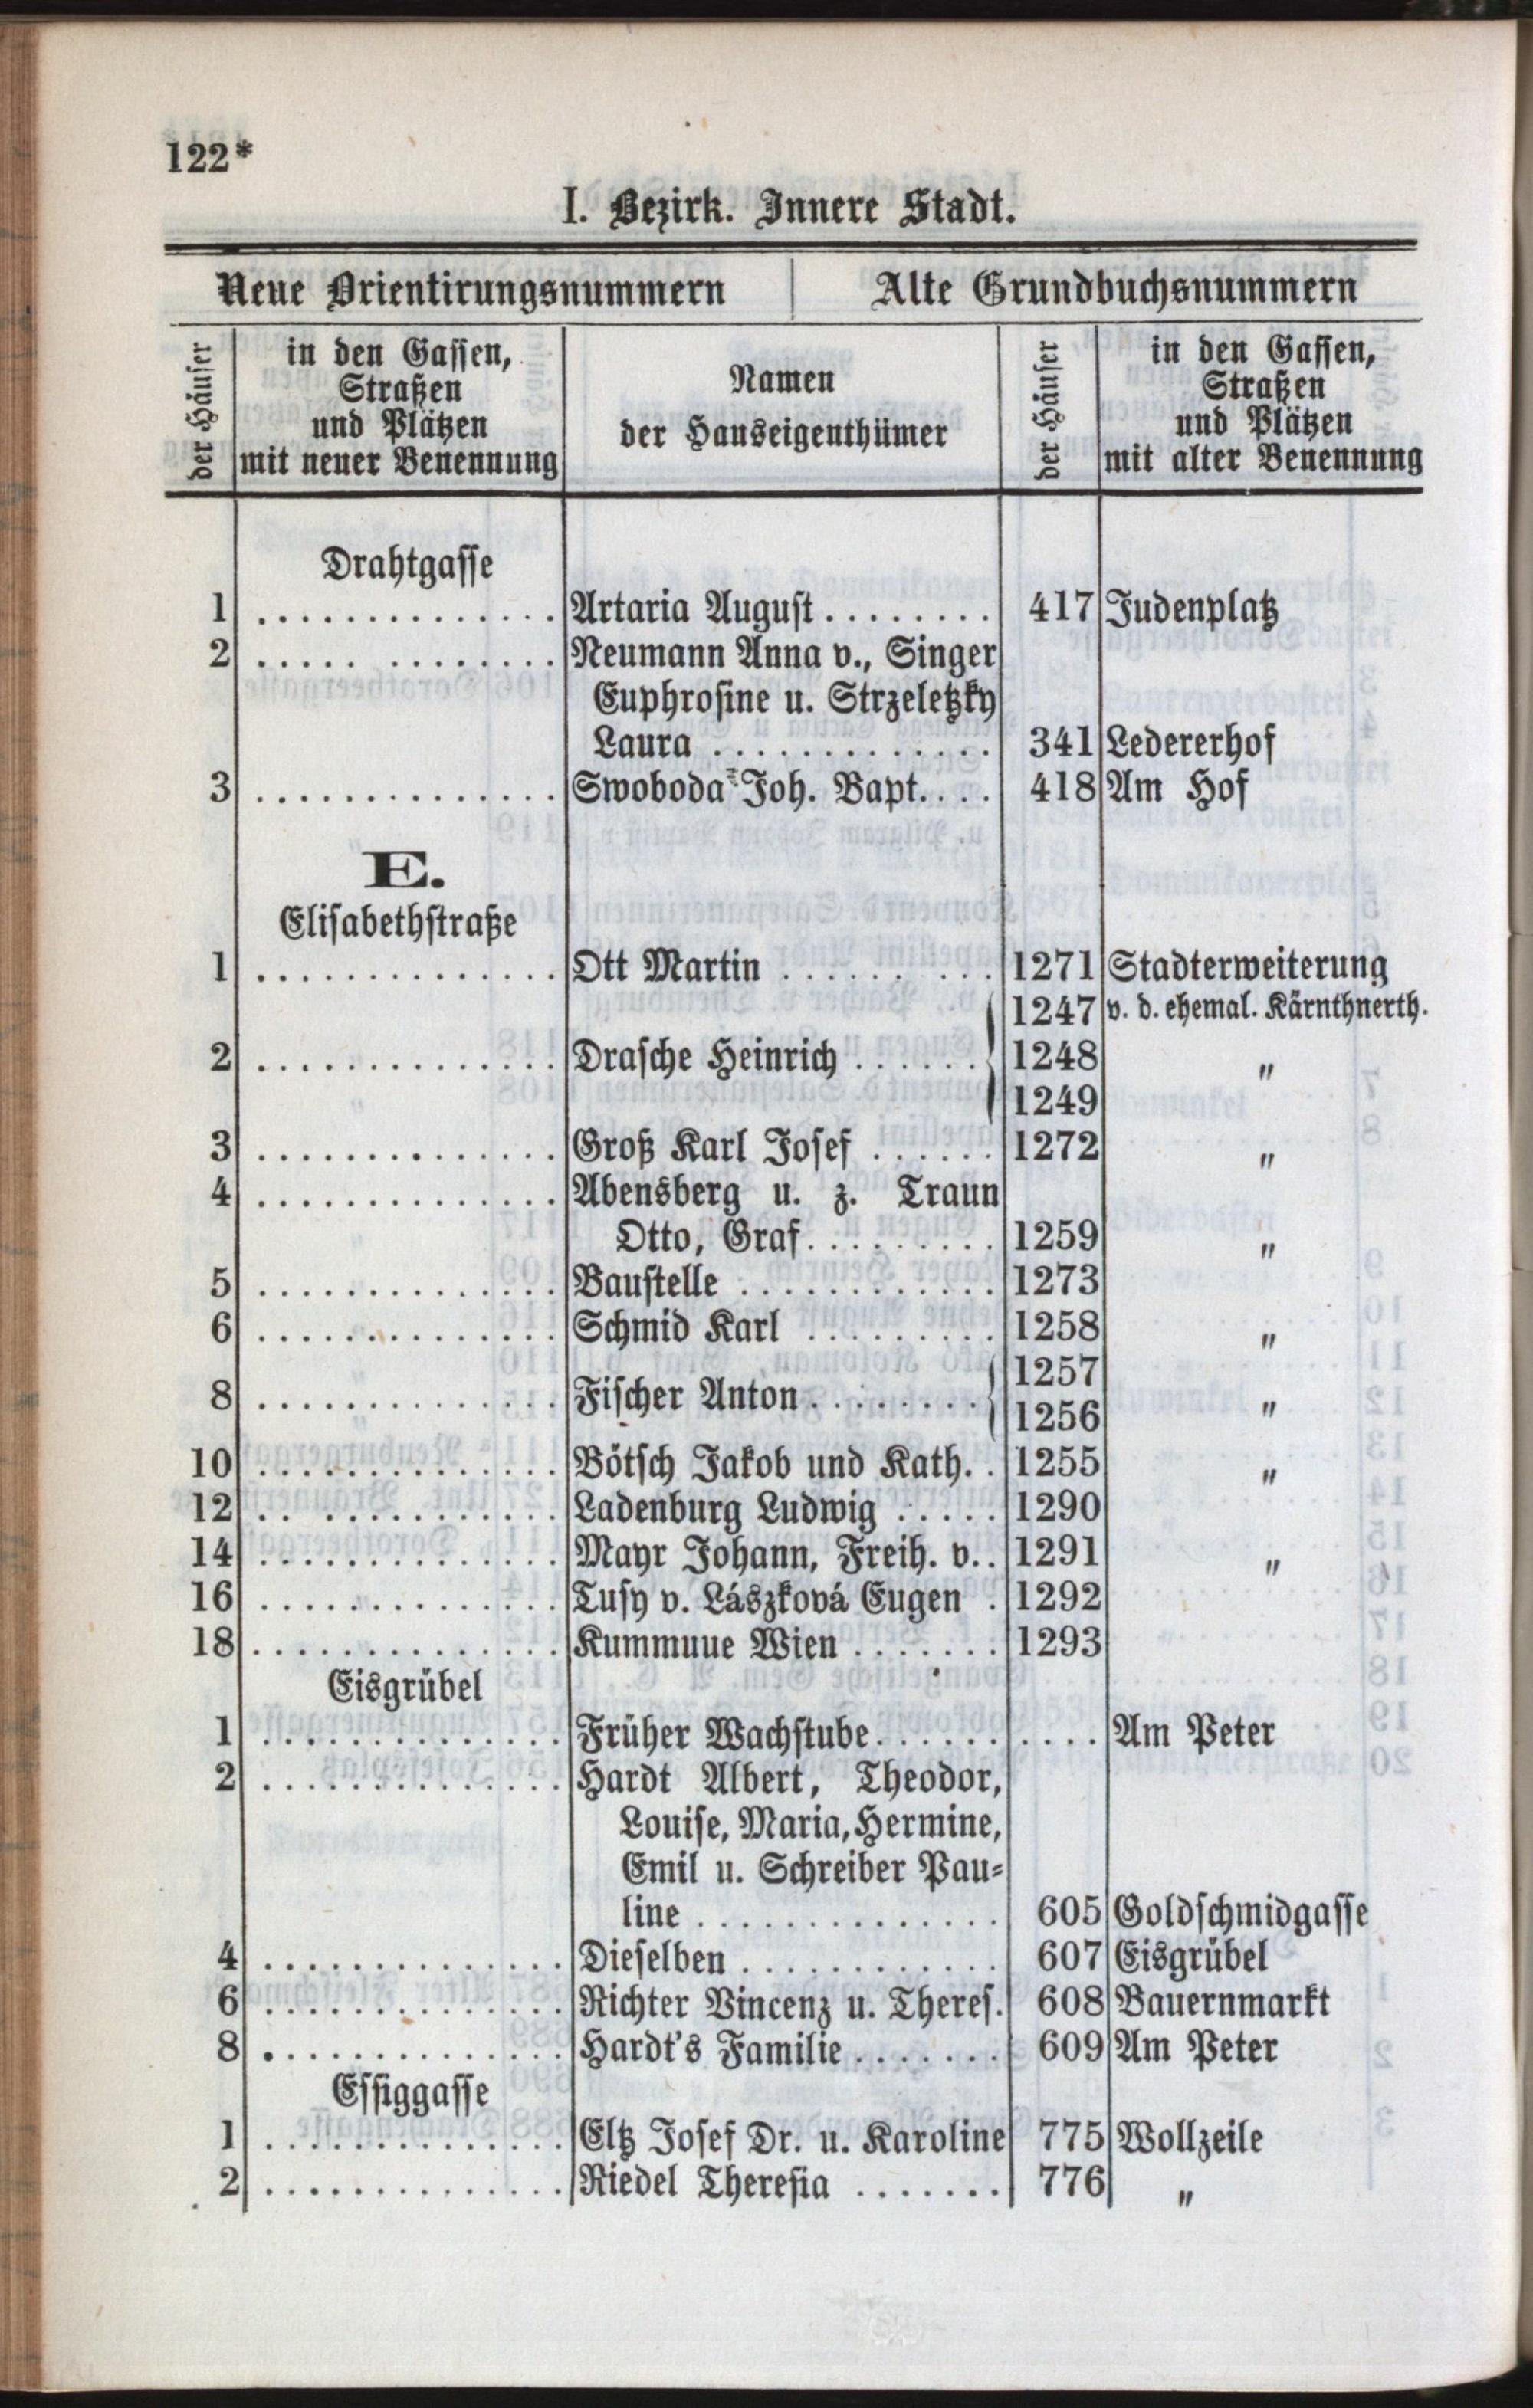 122*
I. Bezirk. Innere Stadt.
Neue Orientirungsnummern Alte Grundbuchsnummern
der Häuser
in den Gassen,
Straßen
und Plätzen
mit neuer Benennung
Namen
der Hauseigenthümer
der Häuser
in den Gassen,
Straßen
und Plätzen
mit alter Benennung
Drahtgasse
1 .............. Artaria August ........ 417 Judenplatz
2 ..... ........ Neumann Anna v., Singer
Euphrosine u. Strzeletzky
Laura ............. 341 Ledererhof
3 .............. Swoboda Joh. Bapt.... 418 Am Hof
E.
Elisabethstraße
1 .............. Ott Martin .......... 1271 Stadterweiterung
1247 v. d. ehemal. Kärnthnerth.
2 .............. Drasche Heinrich ...... 1248 "
1249
3 .............. Groß Karl Josef ...... 1272 "
4 .............. Abensberg u. z. Traun
Otto, Graf......... 1259 "
5 .............. Baustelle ............ 1273
6 .............. Schmid Karl ......... 1258 "
1257
8 .............. Fischer Anton ........ "
1256
10 .............. Bötsch Jakob und Kath. . 1255 "
12 .. ........... Ladenburg Ludwig ..... 1290
14 .............. Mayr Johann, Freih. v.. 1291 "
16 .............. Tusy v. Lászková Eugen . 1292
18 .............. Kummuue Wien ....... 1293
Eisgrübel
1 .............. Früher Wachstube...... .... Am Peter
2 .............. Hardt Albert, Theodor,
Louise, Maria, Hermine,
Emil u. Schreiber Pau-
line .............. 605 Goldschmidgasse
4 .............. Dieselben ............ 607 Eisgrübel
6 .............. Richter Vincenz u. Theres. 608 Bauernmarkt
8 .............. Hardt's Familie ....... 609 Am Peter
Essiggasse
1 .............. Eltz Josef Dr. u. Karoline 775 Wollzeile
2 .............. Riedel Theresia ....... 776 "